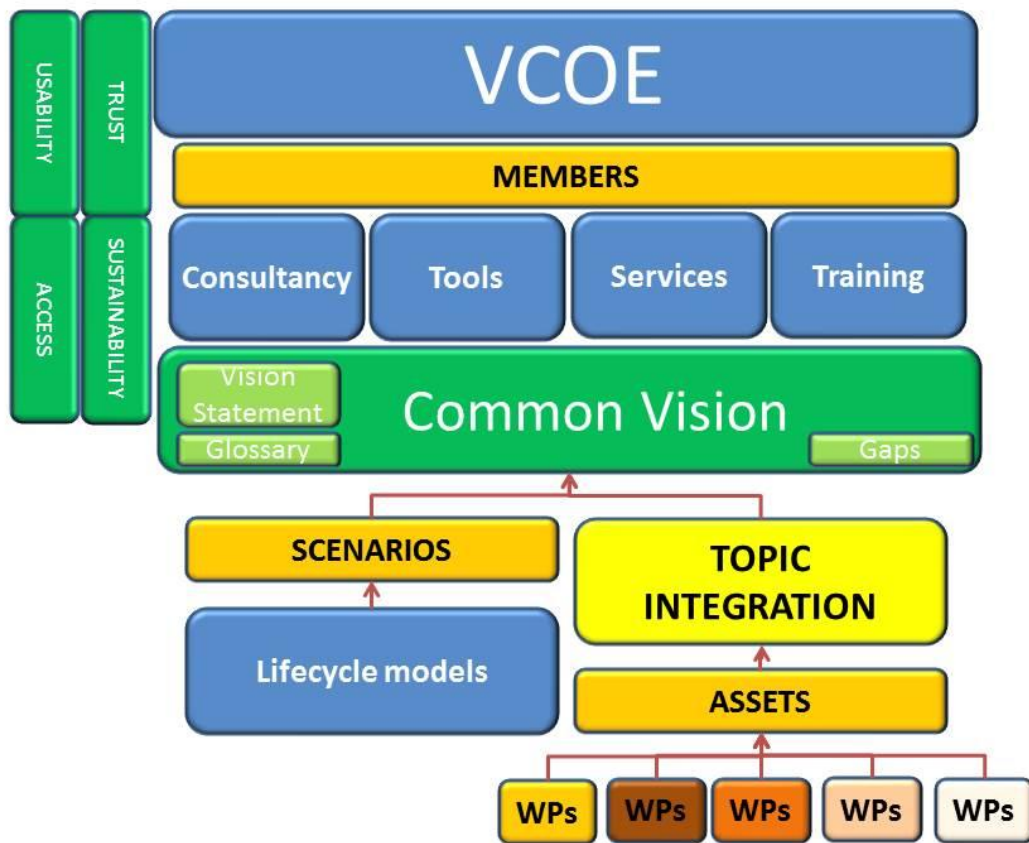 USABILITY
TRUST
VCOE
MEMBERS
ACCESS
SUSTAINABILITY
Consultancy
Tools
Services
Training
Vision
Statement
Glossary
Common Vision
Gaps
SCENARIOS
TOPIC
INTEGRATION
Lifecycle models
ASSETS
WPs
WPs
WPs
WPs
WPs